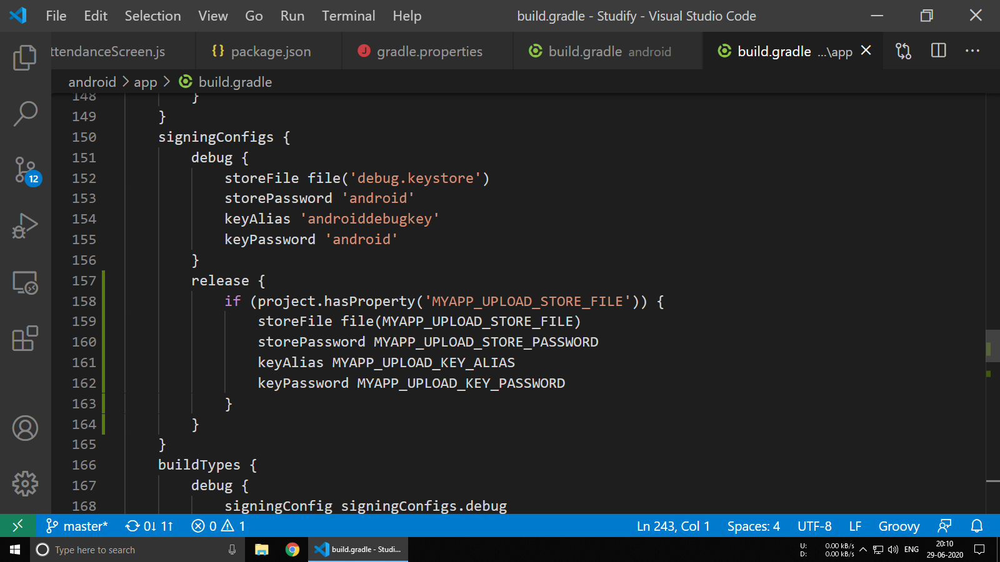 File Edit Selection View Go Run Terminal Help build.gradle - Studify - Visual Studio Code
ttendanceScreen.js {} package.json J gradle.properties build.gradle android build.gradle ...\app
android > app > build.gradle
148 }
149 }
150 signingConfigs {
151 debug {
152 storeFile file('debug.keystore')
153 storePassword 'android'
154 keyAlias 'androiddebugkey'
155 keyPassword 'android'
156 }
157 release {
158 if (project.hasProperty('MYAPP_UPLOAD_STORE_FILE')) {
159 storeFile file(MYAPP_UPLOAD_STORE_FILE)
160 storePassword MYAPP_UPLOAD_STORE_PASSWORD
161 keyAlias MYAPP_UPLOAD_KEY_ALIAS
162 keyPassword MYAPP_UPLOAD_KEY_PASSWORD
163 }
164 }
165 }
166 buildTypes {
167 debug {
168 signingConfig signingConfigs.debug
12
master* 0↓ 1↑ 0 1 Ln 243, Col 1 Spaces: 4 UTF-8 LF Groovy
Type here to search build.gradle - Studi... U: 0.00 kB/s ENG 20:10
D: 0.00 kB/s 29-06-2020